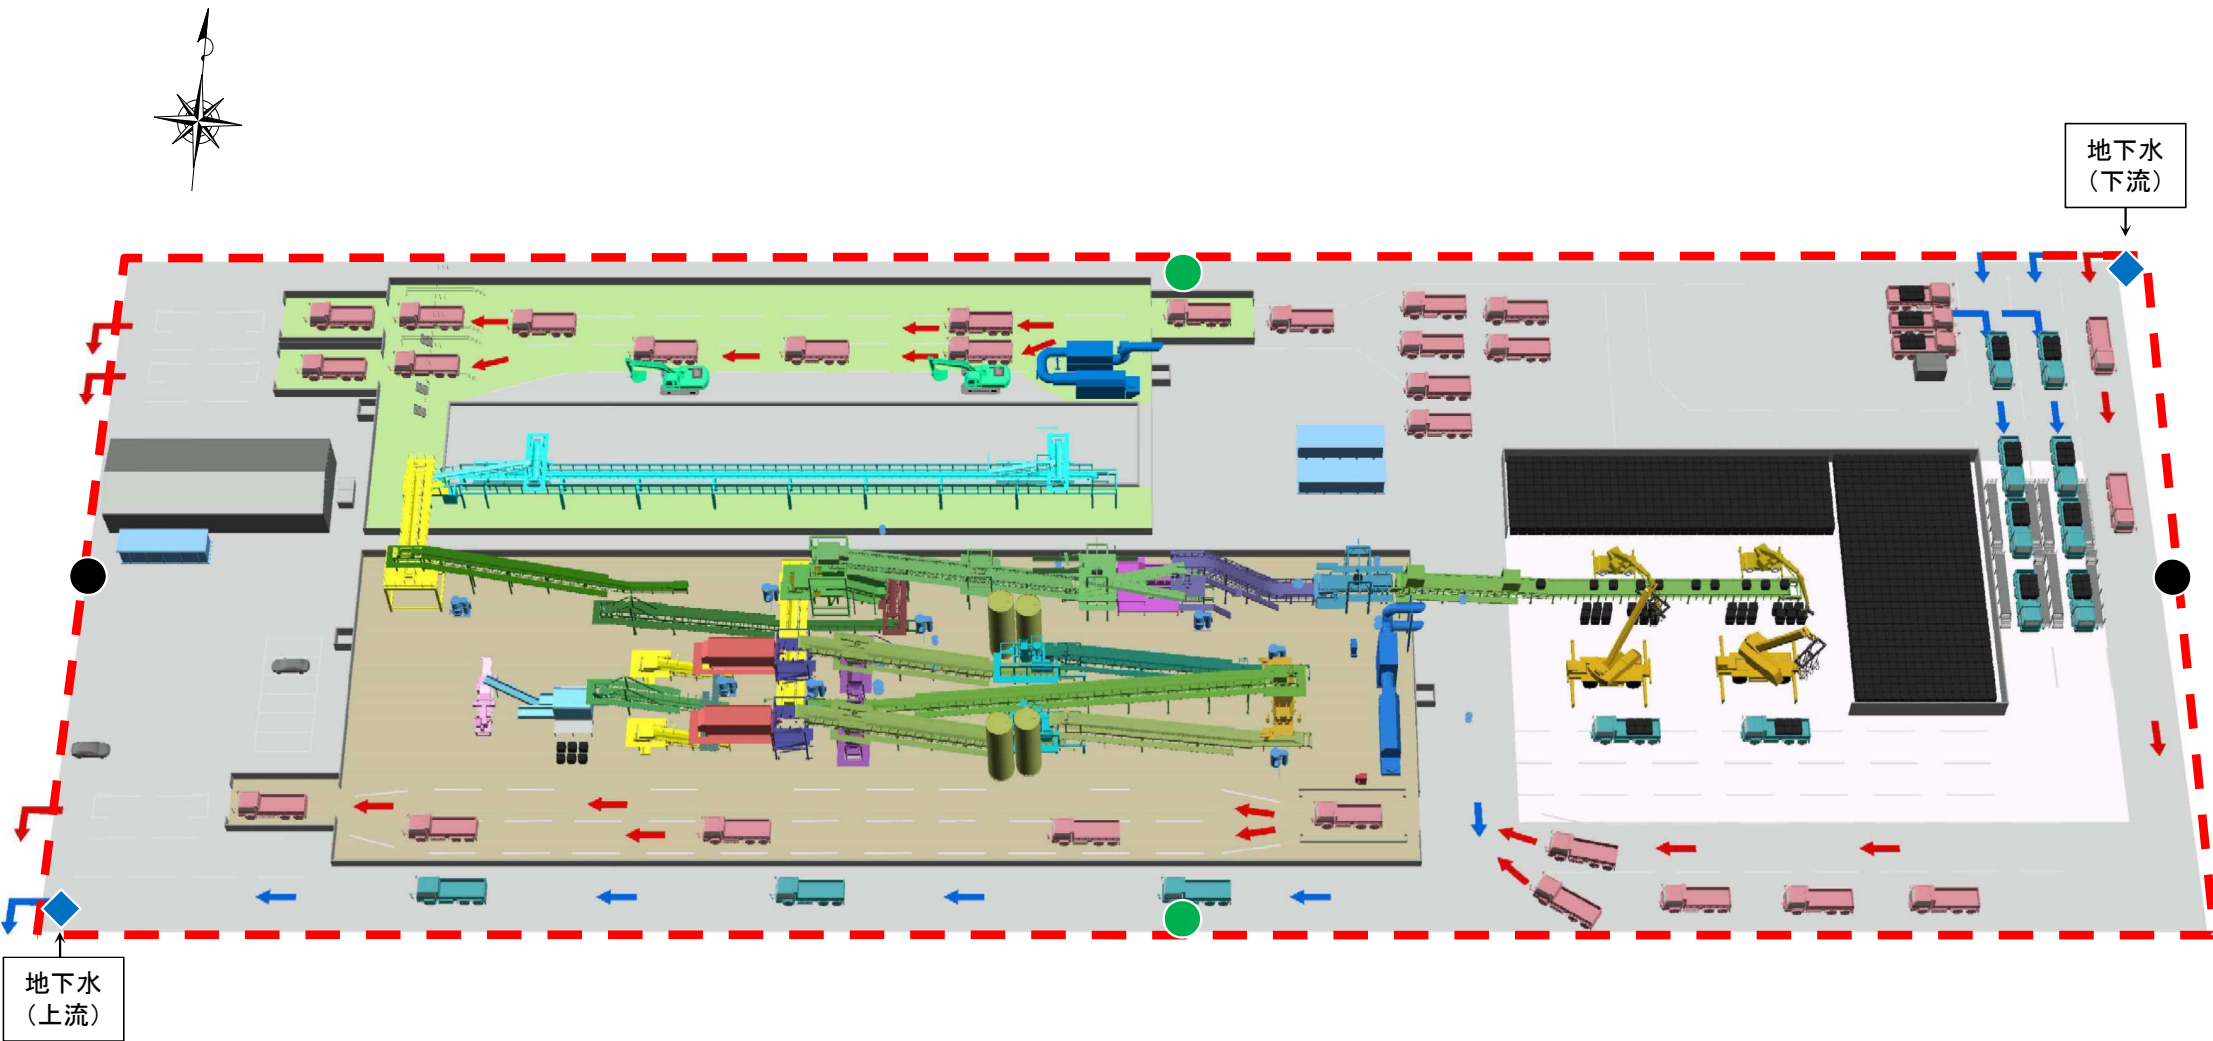 地下水
（下流）
地下水
（上流）